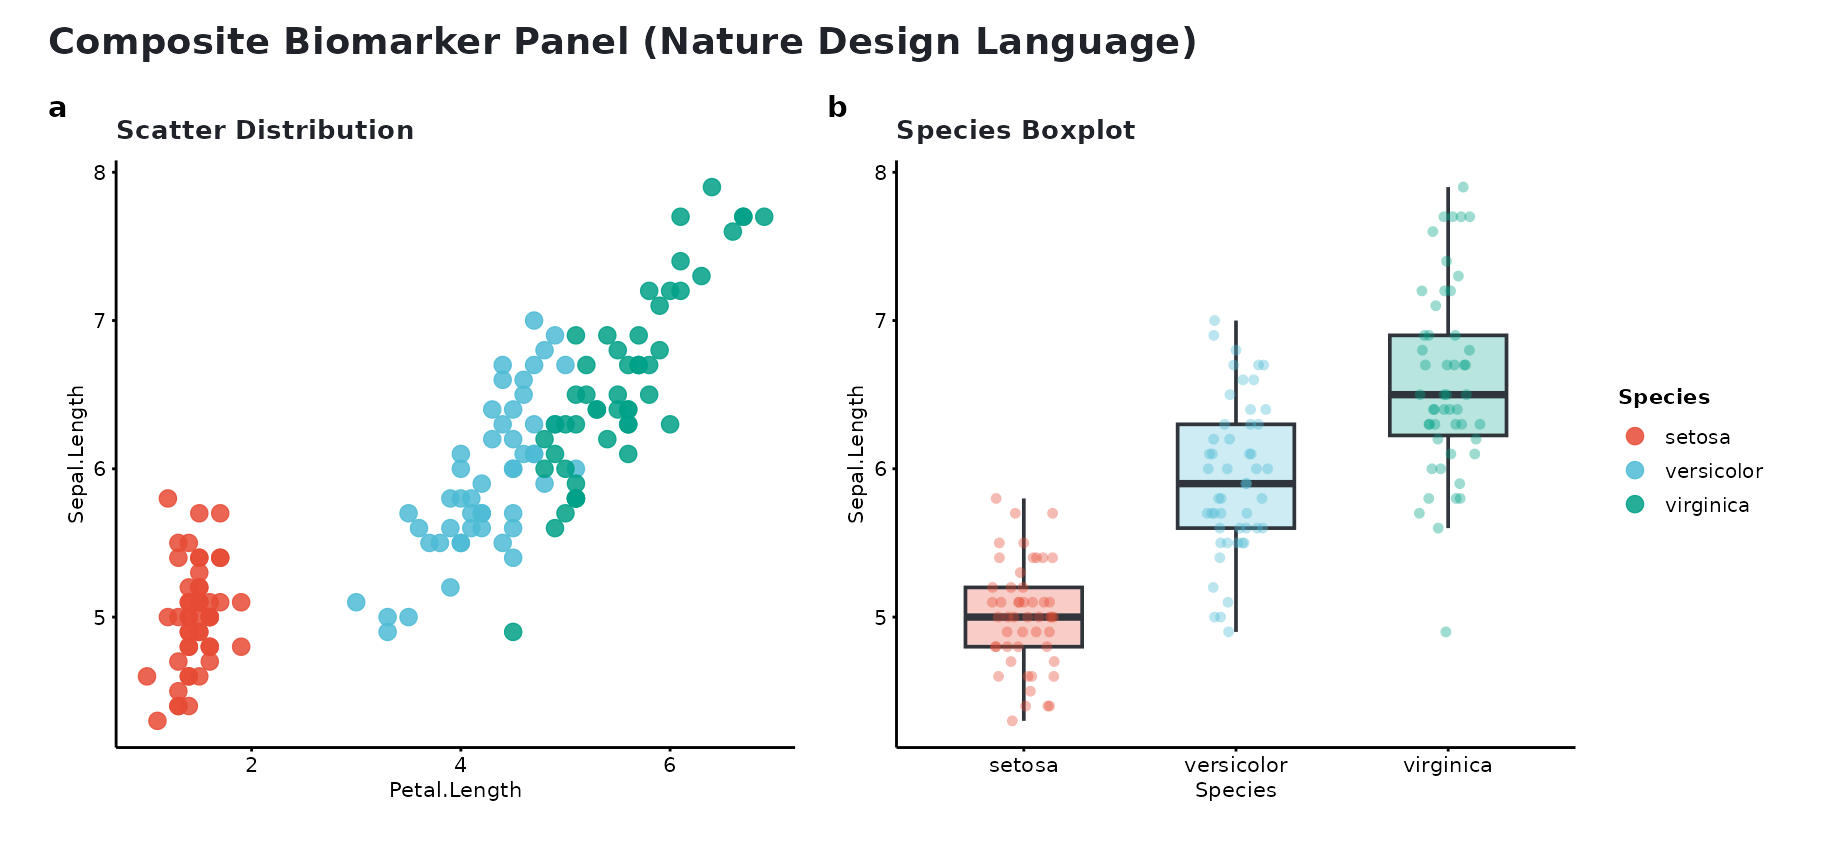 Composite Biomarker Panel (Nature Design Language)
a
Scatter Distribution
8
7
6
5
Sepal.Length
2 4 6
Petal.Length
b
Species Boxplot
8
7
6
5
Sepal.Length
setosa versicolor virginica
Species
Species
setosa
versicolor
virginica